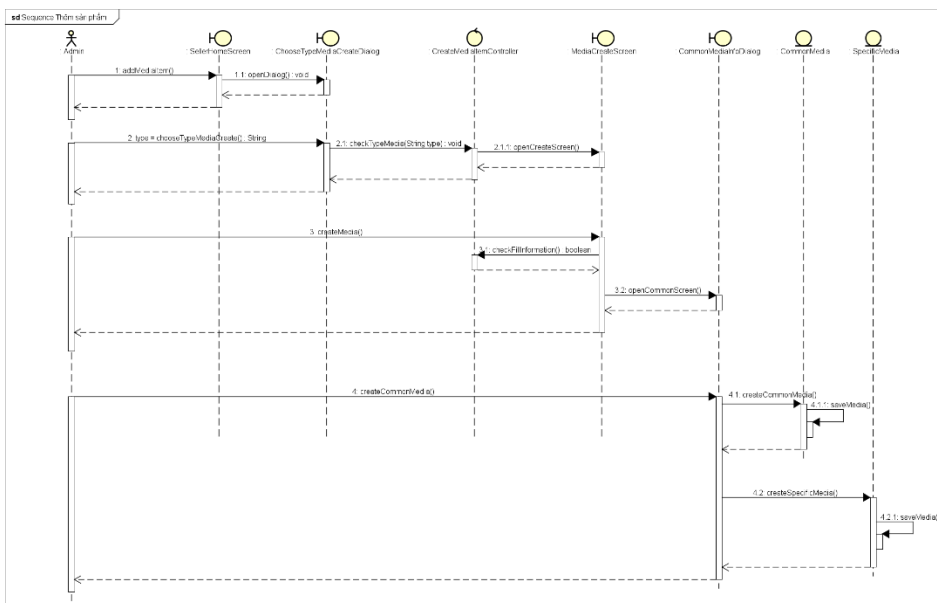 sd Sequence Thêm sản phẩm
: Admin
SellerHomeScreen
ChooseTypeMediaCreateDialog
CreateMediaItemController
MediaCreateScreen
CommonMediaInfoDialog
CommonMedia
SpecificMedia
1: addMediaItem()
1.1: openDialog() : void
2: type = chooseTypeMediaCreate() : String
2.1: checkTypeMedia(String type) : void
2.1.1: openCreateScreen()
3: createMedia()
3.1: checkFillInformation() : boolean
3.2: openCommonScreen()
4: createCommonMedia()
4.1: createCommonMedia()
4.1.1: saveMedia()
4.2: createSpecificMedia()
4.2.1: saveMedia()